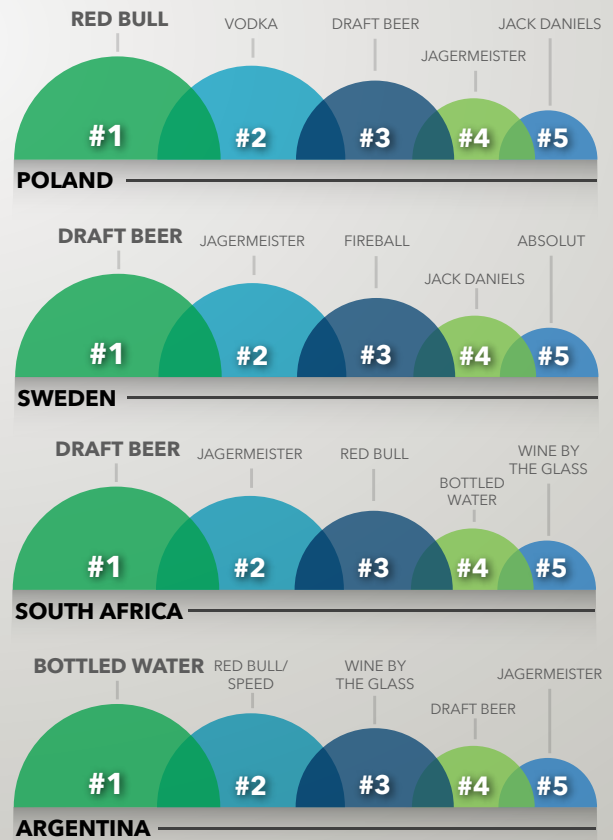 RED BULL
VODKA
DRAFT BEER
JAGERMEISTER
JACK DANIELS
#1
#2
#3
#4
#5
POLAND
DRAFT BEER
JAGERMEISTER
FIREBALL
JACK DANIELS
ABSOLUT
#1
#2
#3
#4
#5
SWEDEN
DRAFT BEER
JAGERMEISTER
RED BULL
BOTTLED
WATER
WINE BY
THE GLASS
#1
#2
#3
#4
#5
SOUTH AFRICA
BOTTLED WATER
RED BULL/
SPEED
WINE BY
THE GLASS
DRAFT BEER
JAGERMEISTER
#1
#2
#3
#4
#5
ARGENTINA